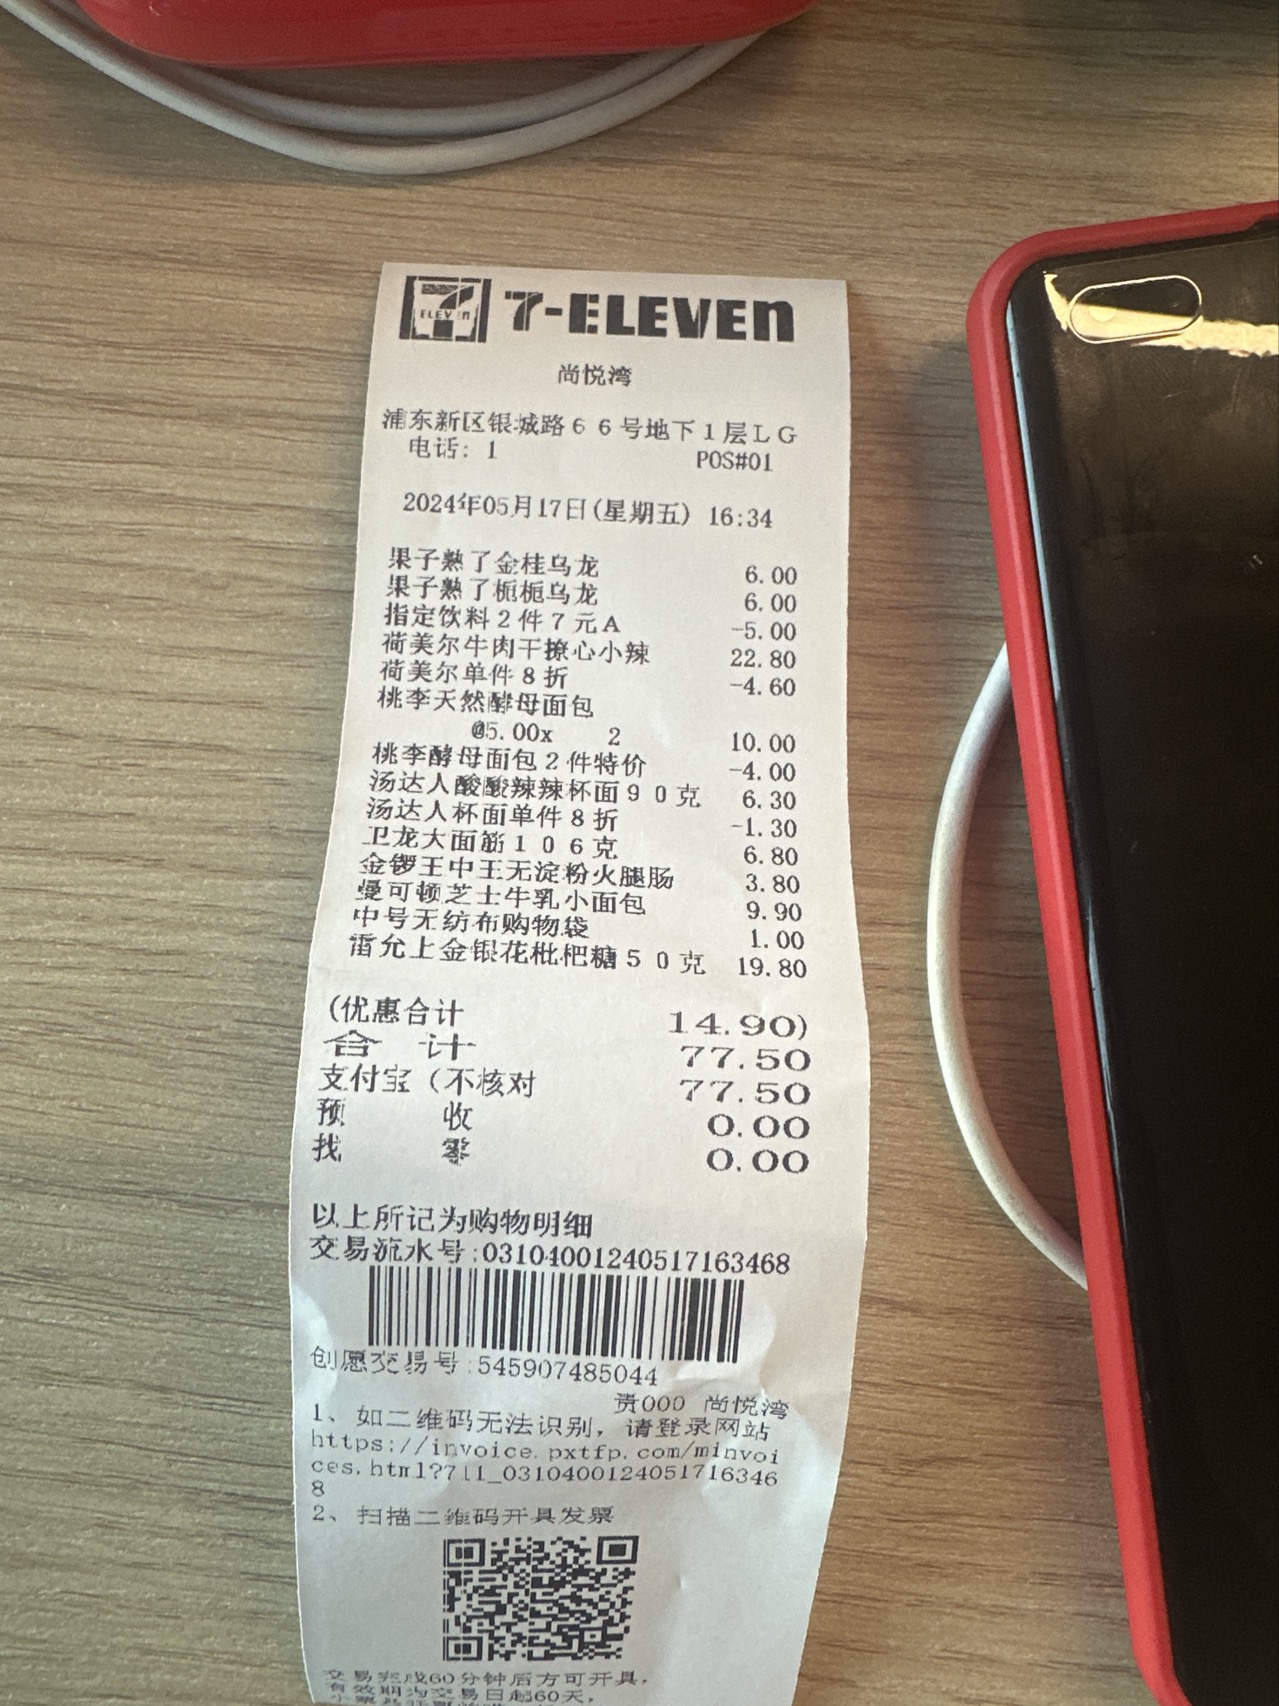 7-ELEVEn
ELEVEn
尚悦湾
浦东新区银城路66号地下1层LG
电话: 1 POS#01
2024年05月17日(星期五) 16:34
果子熟了金桂乌龙 6.00
果子熟了栀栀乌龙 6.00
指定饮料2件7元A -5.00
荷美尔牛肉干撩心小辣 22.80
荷美尔单件8折 -4.60
桃李天然酵母面包
@5.00x 2 10.00
桃李酵母面包2件特价 -4.00
汤达人酸酸辣辣杯面90克 6.30
汤达人杯面单件8折 -1.30
卫龙大面筋106克 6.80
金锣王中王无淀粉火腿肠 3.80
曼可顿芝士牛乳小面包 9.90
中号无纺布购物袋 1.00
雷允上金银花枇杷糖50克 19.80
(优惠合计 14.90)
合 计 77.50
支付宝（不核对 77.50
预 收 0.00
找 零 0.00
以上所记为购物明细
交易流水号:03104001240517163468
创愿交易号:545907485044
责000 尚悦湾
1、如二维码无法识别，请登录网站
https://invoice.pxtfp.com/minvoi
ces.html?711_0310400124051716346
8
2、扫描二维码开具发票
交易完成60分钟后方可开具，
有效期为交易日起60天，